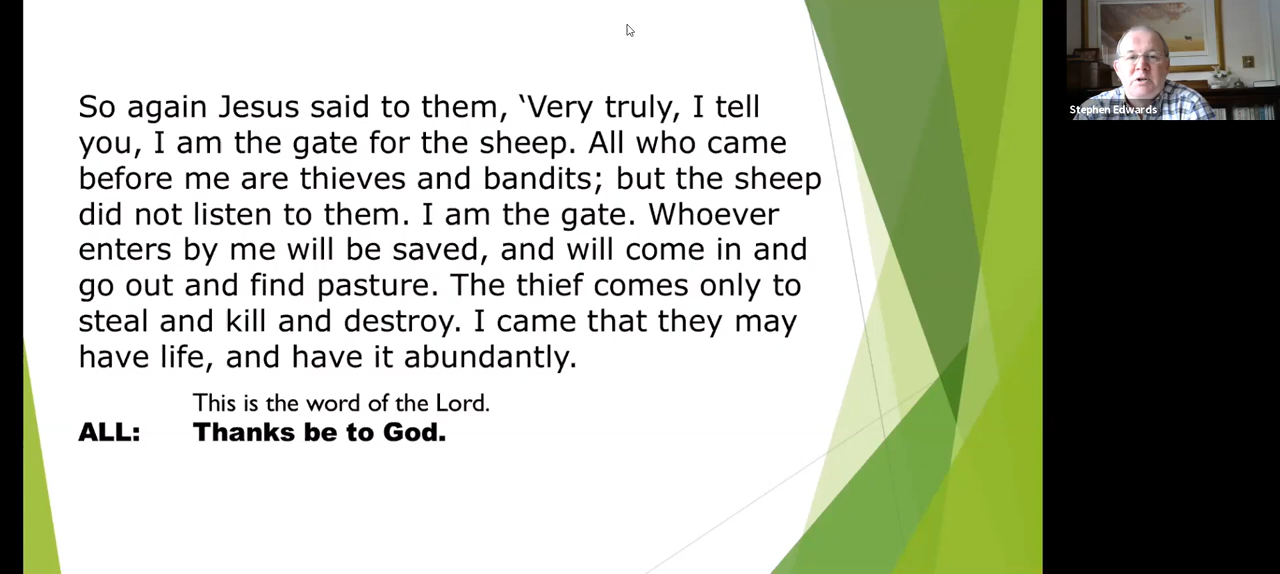 So again Jesus said to them, ‘Very truly, I tell
you, I am the gate for the sheep. All who came
before me are thieves and bandits; but the sheep
did not listen to them. I am the gate. Whoever
enters by me will be saved, and will come in and
go out and find pasture. The thief comes only to
steal and kill and destroy. I came that they may
have life, and have it abundantly.
This is the word of the Lord.
ALL: Thanks be to God.
Stephen Edwards